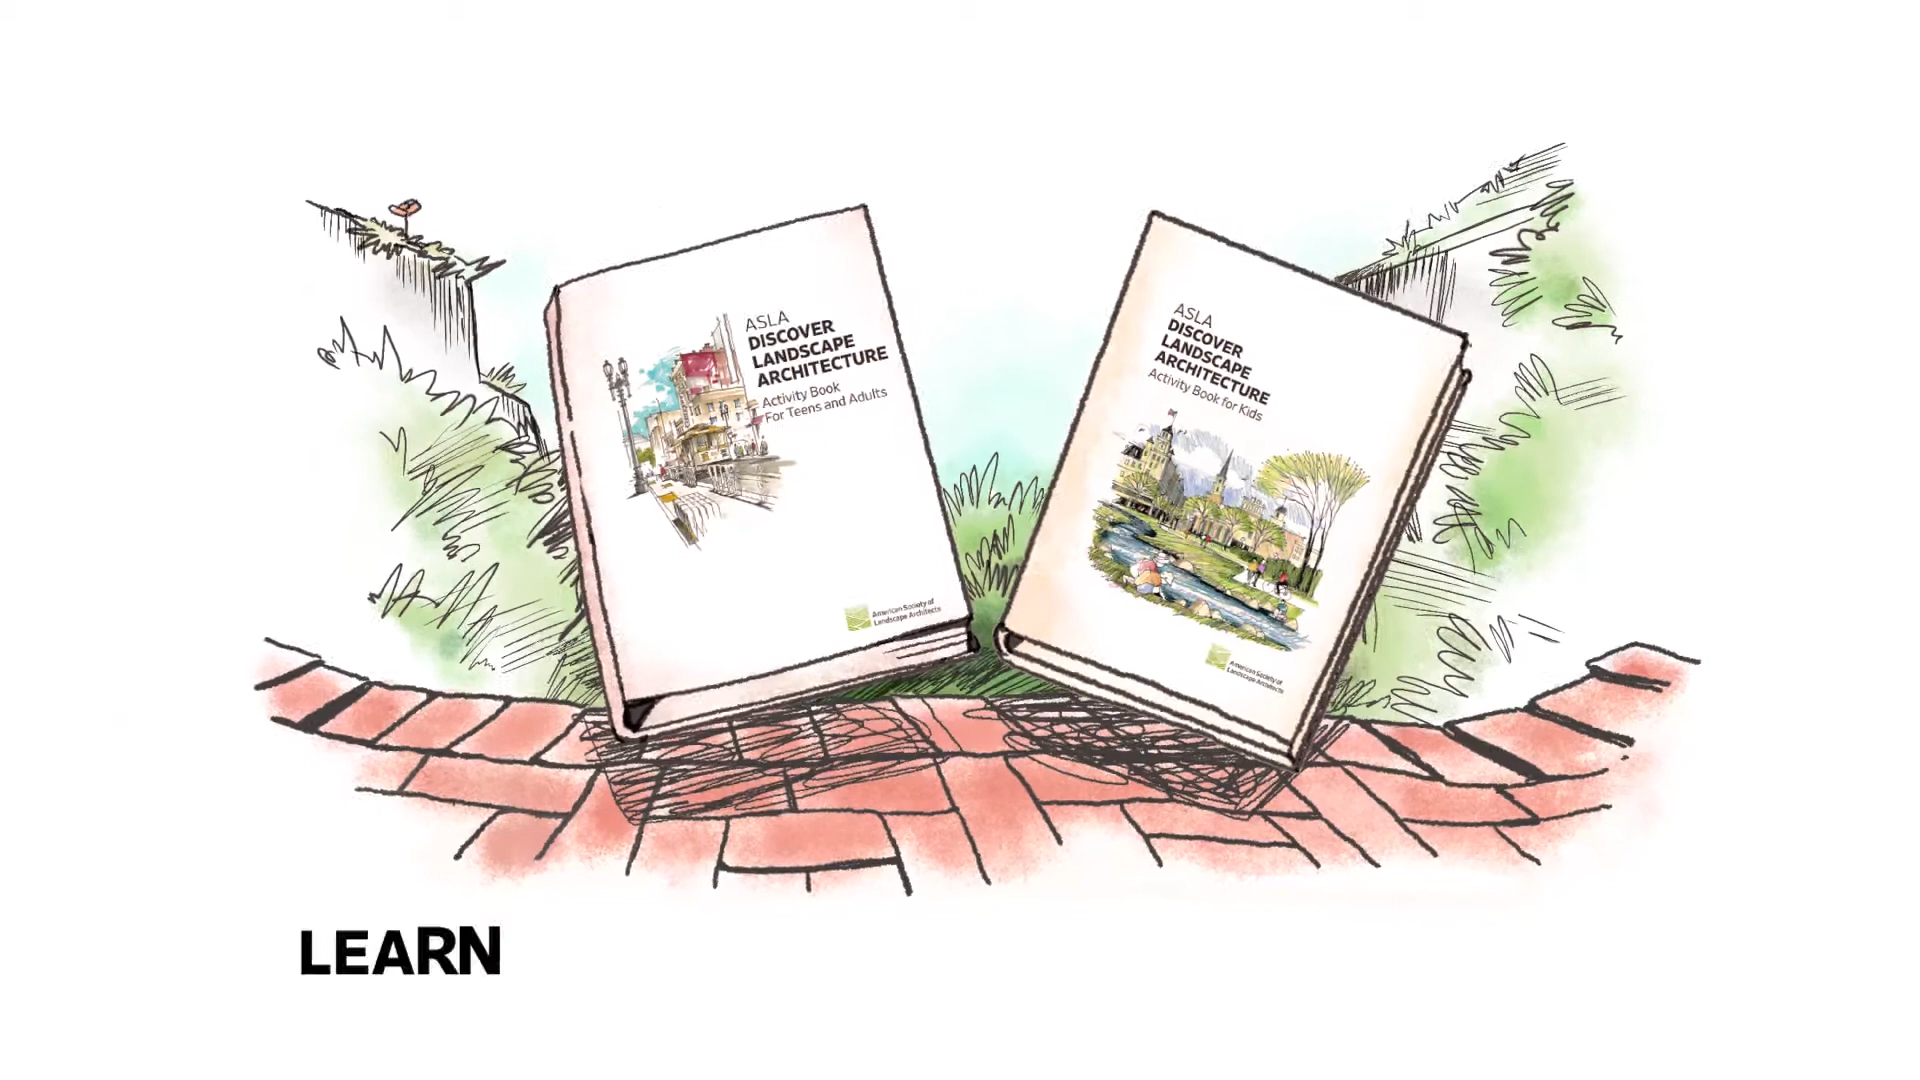 ASLA
DISCOVER
LANDSCAPE
ARCHITECTURE
Activity Book
For Teens and Adults
American Society of
Landscape Architects
ASLA
DISCOVER
LANDSCAPE
ARCHITECTURE
Activity Book for Kids
American Society of
Landscape Architects
LEARN